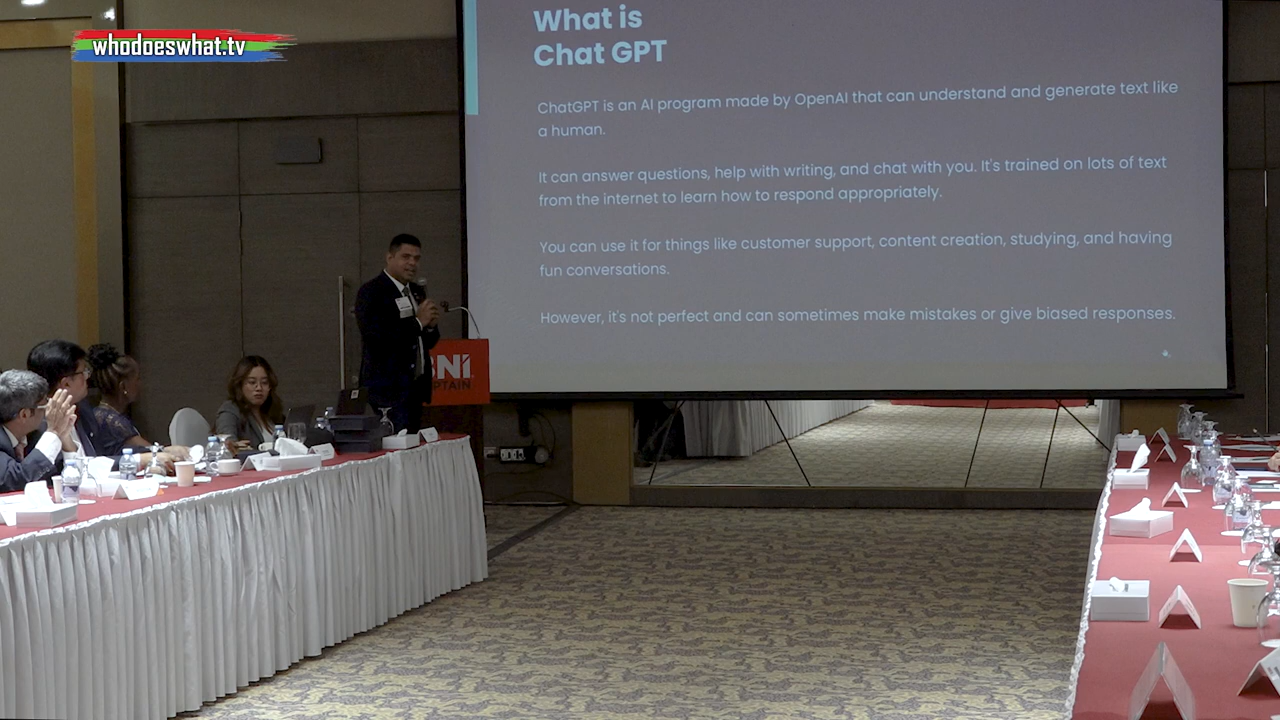 whodoeswhat.tv
What is
Chat GPT
ChatGPT is an AI program made by OpenAI that can understand and generate text like
a human.
It can answer questions, help with writing, and chat with you. It's trained on lots of text
from the internet to learn how to respond appropriately.
You can use it for things like customer support, content creation, studying, and having
fun conversations.
However, it's not perfect and can sometimes make mistakes or give biased responses.
BNI